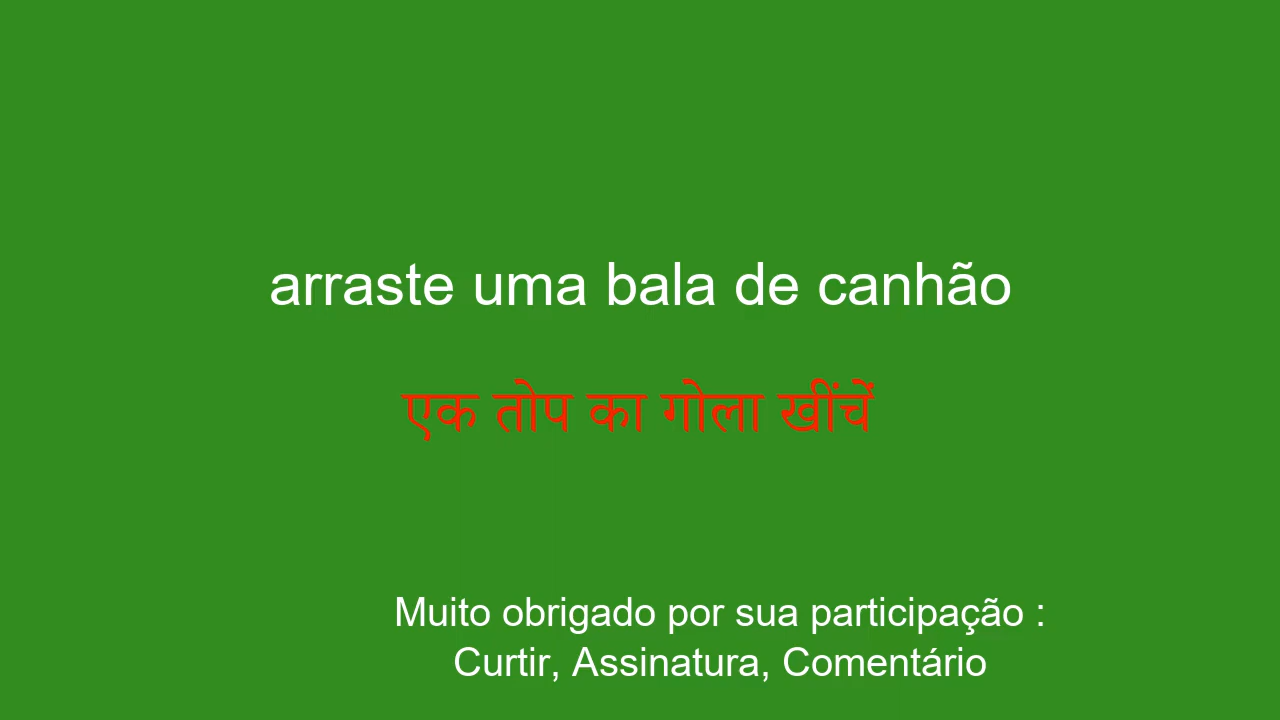 arraste uma bala de canhão
एक तोप का गोला खींचें
Muito obrigado por sua participação :
Curtir, Assinatura, Comentário